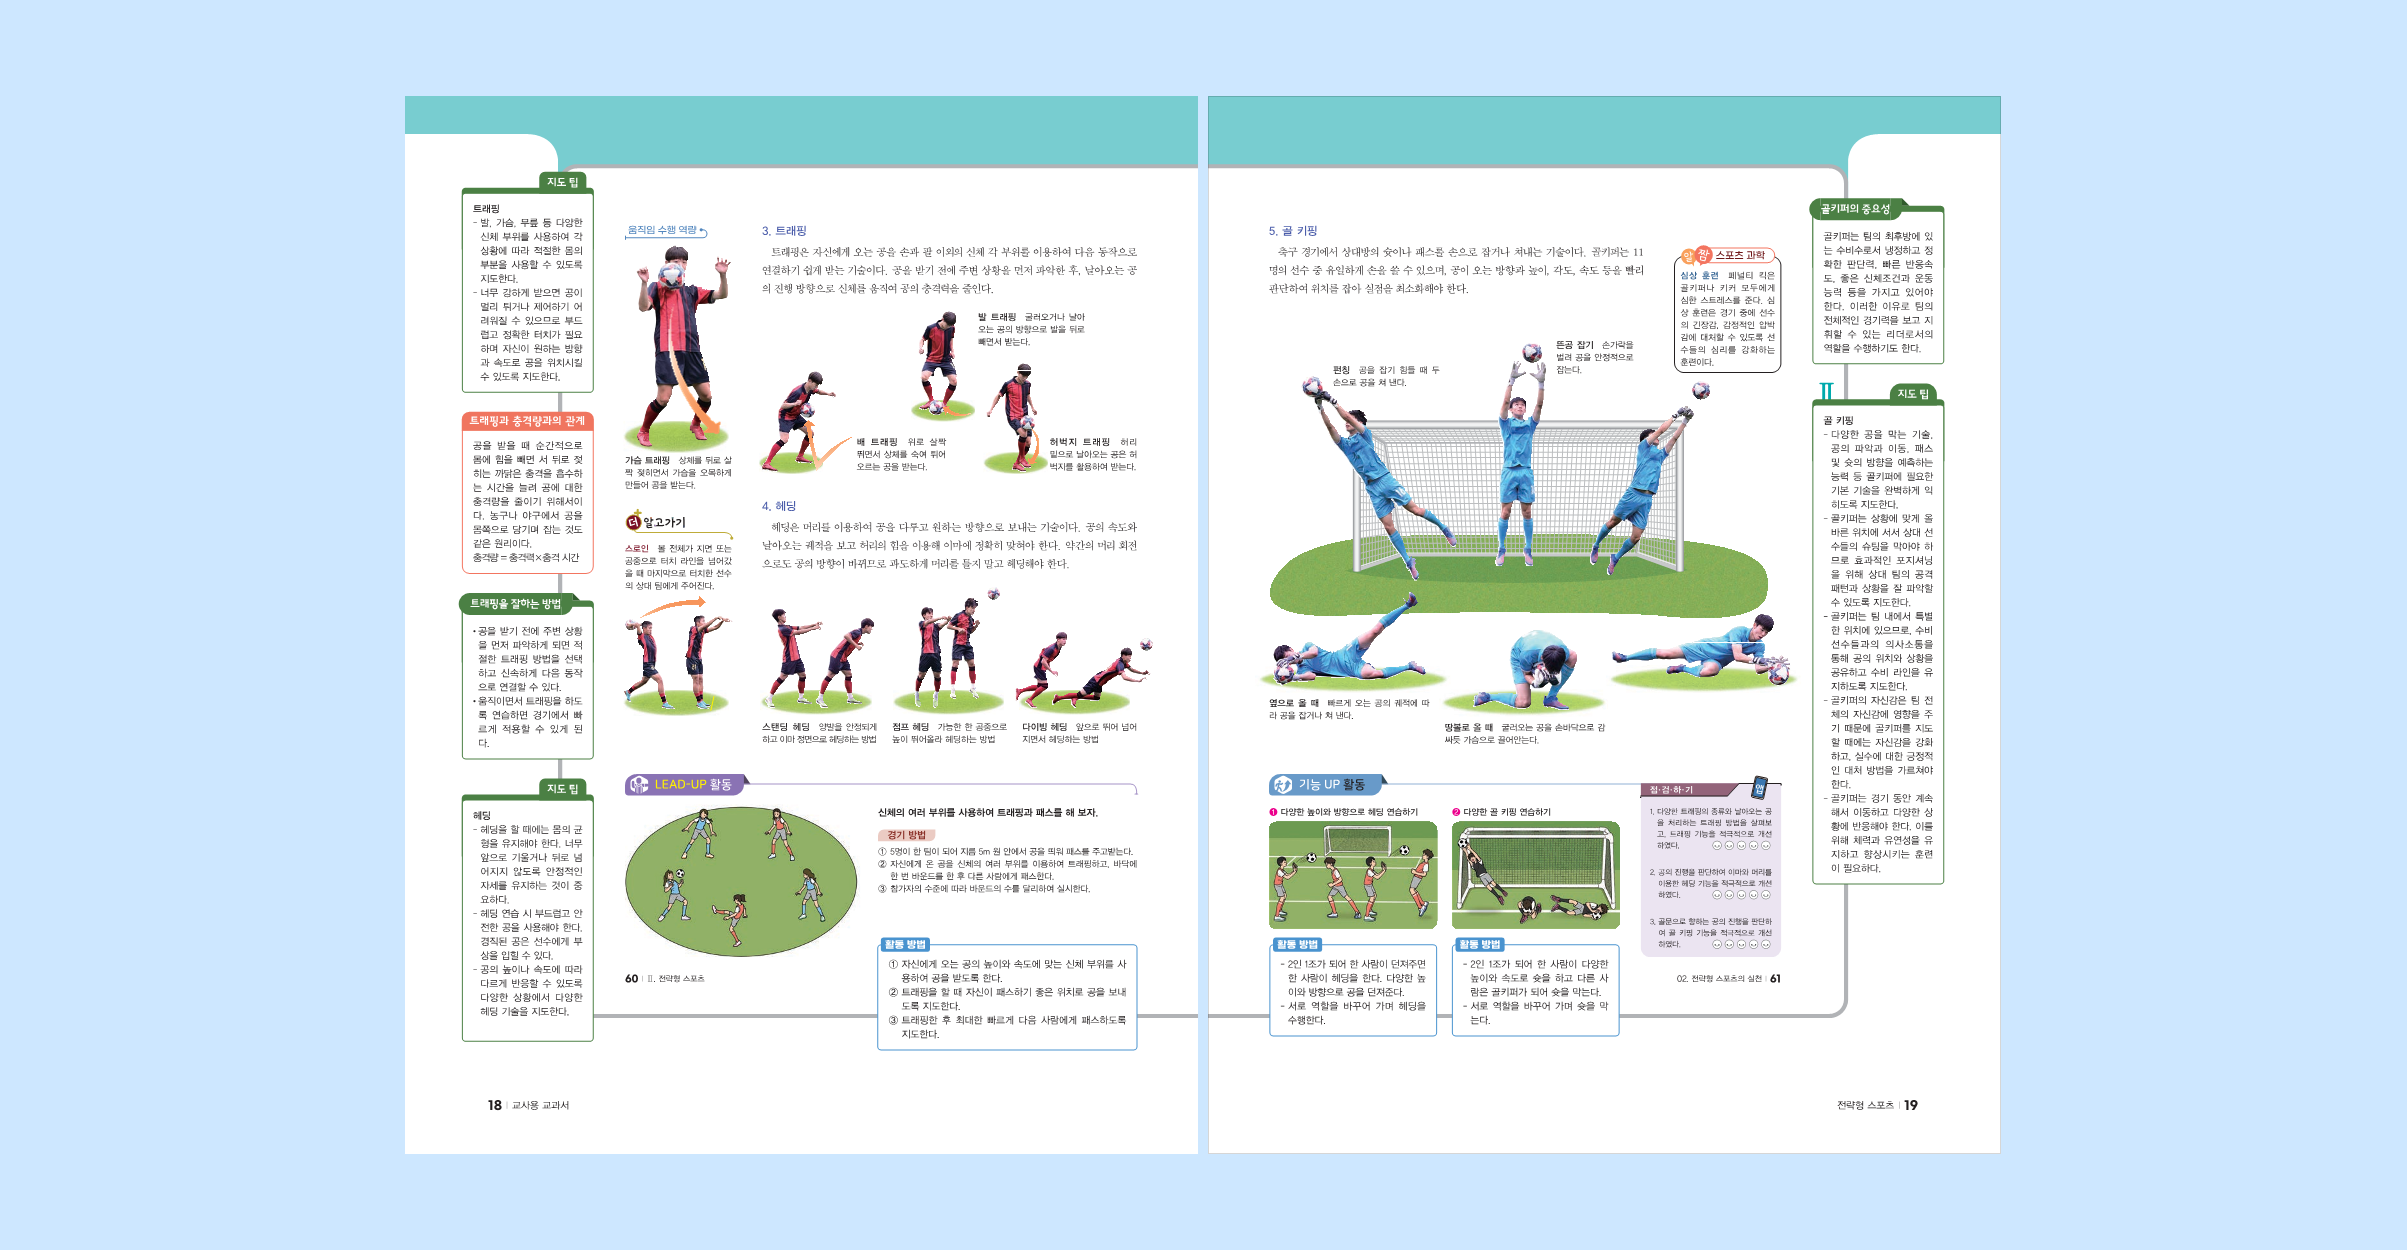 지도 팁
트래핑
- 발, 가슴, 무릎 등 다양한
신체 부위를 사용하여 각
상황에 따라 적절한 몸의
부분을 사용할 수 있도록
지도한다.
- 너무 강하게 받으면 공이
멀리 튀거나 제어하기 어
려워질 수 있으므로 부드
럽고 정확한 터치가 필요
하며 자신이 원하는 방향
과 속도로 공을 위치시킬
수 있도록 지도한다.
트래핑과 충격량과의 관계
공을 받을 때 순간적으로
몸에 힘을 빼면 서 뒤로 젖
히는 까닭은 충격을 흡수하
는 시간을 늘려 공에 대한
충격량을 줄이기 위해서이
다. 농구나 야구에서 공을
몸쪽으로 당기며 잡는 것도
같은 원리이다.
충격량 = 충격력×충격 시간
트래핑을 잘하는 방법
• 공을 받기 전에 주변 상황
을 먼저 파악하게 되면 적
절한 트래핑 방법을 선택
하고 신속하게 다음 동작
으로 연결할 수 있다.
• 움직이면서 트래핑을 하도
록 연습하면 경기에서 빠
르게 적용할 수 있게 된
다.
지도 팁
헤딩
- 헤딩을 할 때에는 몸의 균
형을 유지해야 한다. 너무
앞으로 기울거나 뒤로 넘
어지지 않도록 안정적인
자세를 유지하는 것이 중
요하다.
- 헤딩 연습 시 부드럽고 안
전한 공을 사용해야 한다.
경직된 공은 선수에게 부
상을 입힐 수 있다.
- 공의 높이나 속도에 따라
다르게 반응할 수 있도록
다양한 상황에서 다양한
헤딩 기술을 지도한다.
움직임 수행 역량
가슴 트래핑 상체를 뒤로 살
짝 젖히면서 가슴을 오목하게
만들어 공을 받는다.
더 알고가기
스로인 볼 전체가 지면 또는
공중으로 터치 라인을 넘어갔
을 때 마지막으로 터치한 선수
의 상대 팀에게 주어진다.
3. 트래핑
트래핑은 자신에게 오는 공을 손과 팔 이외의 신체 각 부위를 이용하여 다음 동작으로
연결하기 쉽게 받는 기술이다. 공을 받기 전에 주변 상황을 먼저 파악한 후, 날아오는 공
의 진행 방향으로 신체를 움직여 공의 충격력을 줄인다.
발 트래핑 굴러오거나 날아
오는 공의 방향으로 발을 뒤로
빼면서 받는다.
배 트래핑 위로 살짝
뛰면서 상체를 숙여 튀어
오르는 공을 받는다.
허벅지 트래핑 허리
밑으로 날아오는 공은 허
벅지를 활용하여 받는다.
4. 헤딩
헤딩은 머리를 이용하여 공을 다루고 원하는 방향으로 보내는 기술이다. 공의 속도와
날아오는 궤적을 보고 허리의 힘을 이용해 이마에 정확히 맞혀야 한다. 약간의 머리 회전
으로도 공의 방향이 바뀌므로 과도하게 머리를 틀지 말고 헤딩해야 한다.
스탠딩 헤딩 양발을 안정되게
하고 이마 정면으로 헤딩하는 방법
점프 헤딩 가능한 한 공중으로
높이 뛰어올라 헤딩하는 방법
다이빙 헤딩 앞으로 뛰어 넘어
지면서 헤딩하는 방법
LEAD-UP 활동
신체의 여러 부위를 사용하여 트래핑과 패스를 해 보자.
경기 방법
① 5명이 한 팀이 되어 지름 5m 원 안에서 공을 띄워 패스를 주고받는다.
② 자신에게 온 공을 신체의 여러 부위를 이용하여 트래핑하고, 바닥에
한 번 바운드를 한 후 다른 사람에게 패스한다.
③ 참가자의 수준에 따라 바운드의 수를 달리하여 실시한다.
활동 방법
① 자신에게 오는 공의 높이와 속도에 맞는 신체 부위를 사
용하여 공을 받도록 한다.
② 트래핑을 할 때 자신이 패스하기 좋은 위치로 공을 보내
도록 지도한다.
③ 트래핑한 후 최대한 빠르게 다음 사람에게 패스하도록
지도한다.
60 | Ⅱ. 전략형 스포츠
18 | 교사용 교과서
5. 골 키핑
축구 경기에서 상대방의 슛이나 패스를 손으로 잡거나 쳐내는 기술이다. 골키퍼는 11
명의 선수 중 유일하게 손을 쓸 수 있으며, 공이 오는 방향과 높이, 각도, 속도 등을 빨리
판단하여 위치를 잡아 실점을 최소화해야 한다.
알짬 스포츠 과학
심상 훈련 페널티 킥은
골키퍼나 키커 모두에게
심한 스트레스를 준다. 심
상 훈련은 경기 중에 선수
의 긴장감, 감정적인 압박
감에 대처할 수 있도록 선
수들의 심리를 강화하는
훈련이다.
펀칭 공을 잡기 힘들 때 두
손으로 공을 쳐 낸다.
뜬공 잡기 손가락을
벌려 공을 안정적으로
잡는다.
옆으로 올 때 빠르게 오는 공의 궤적에 따
라 공을 잡거나 쳐 낸다.
땅볼로 올 때 굴러오는 공을 손바닥으로 감
싸듯 가슴으로 끌어안는다.
기능 UP 활동
❶ 다양한 높이와 방향으로 헤딩 연습하기
❷ 다양한 골 키핑 연습하기
활동 방법
- 2인 1조가 되어 한 사람이 던져주면
한 사람이 헤딩을 한다. 다양한 높
이와 방향으로 공을 던져준다.
- 서로 역할을 바꾸어 가며 헤딩을
수행한다.
활동 방법
- 2인 1조가 되어 한 사람이 다양한
높이와 속도로 슛을 하고 다른 사
람은 골키퍼가 되어 슛을 막는다.
- 서로 역할을 바꾸어 가며 슛을 막
는다.
점·검·하·기
앱
1. 다양한 트래핑의 종류와 날아오는 공
을 처리하는 트래핑 방법을 살펴보
고, 드래핑 기능을 적극적으로 개선
하였다.
2. 공의 진행을 판단하여 이마와 머리를
이용한 헤딩 기능을 적극적으로 개선
하였다.
3. 골문으로 향하는 공의 진행을 판단하
여 골 키핑 기능을 적극적으로 개선
하였다.
02. 전략형 스포츠의 실천 | 61
골키퍼의 중요성
골키퍼는 팀의 최후방에 있
는 수비수로서 냉정하고 정
확한 판단력, 빠른 반응속
도, 좋은 신체조건과 운동
능력 등을 가지고 있어야
한다. 이러한 이유로 팀의
전체적인 경기력을 보고 지
휘할 수 있는 리더로서의
역할을 수행하기도 한다.
Ⅱ
지도 팁
골 키핑
- 다양한 공을 막는 기술,
공의 파악과 이동, 패스
및 슛의 방향을 예측하는
능력 등 골키퍼에 필요한
기본 기술을 완벽하게 익
히도록 지도한다.
- 골키퍼는 상황에 맞게 올
바른 위치에 서서 상대 선
수들의 슈팅을 막아야 하
므로 효과적인 포지셔닝
을 위해 상대 팀의 공격
패턴과 상황을 잘 파악할
수 있도록 지도한다.
- 골키퍼는 팀 내에서 특별
한 위치에 있으므로, 수비
선수들과의 의사소통을
통해 공의 위치와 상황을
공유하고 수비 라인을 유
지하도록 지도한다.
- 골키퍼의 자신감은 팀 전
체의 자신감에 영향을 주
기 때문에 골키퍼를 지도
할 때에는 자신감을 강화
하고, 실수에 대한 긍정적
인 대처 방법을 가르쳐야
한다.
- 골키퍼는 경기 동안 계속
해서 이동하고 다양한 상
황에 반응해야 한다. 이를
위해 체력과 유연성을 유
지하고 향상시키는 훈련
이 필요하다.
전략형 스포츠 | 19